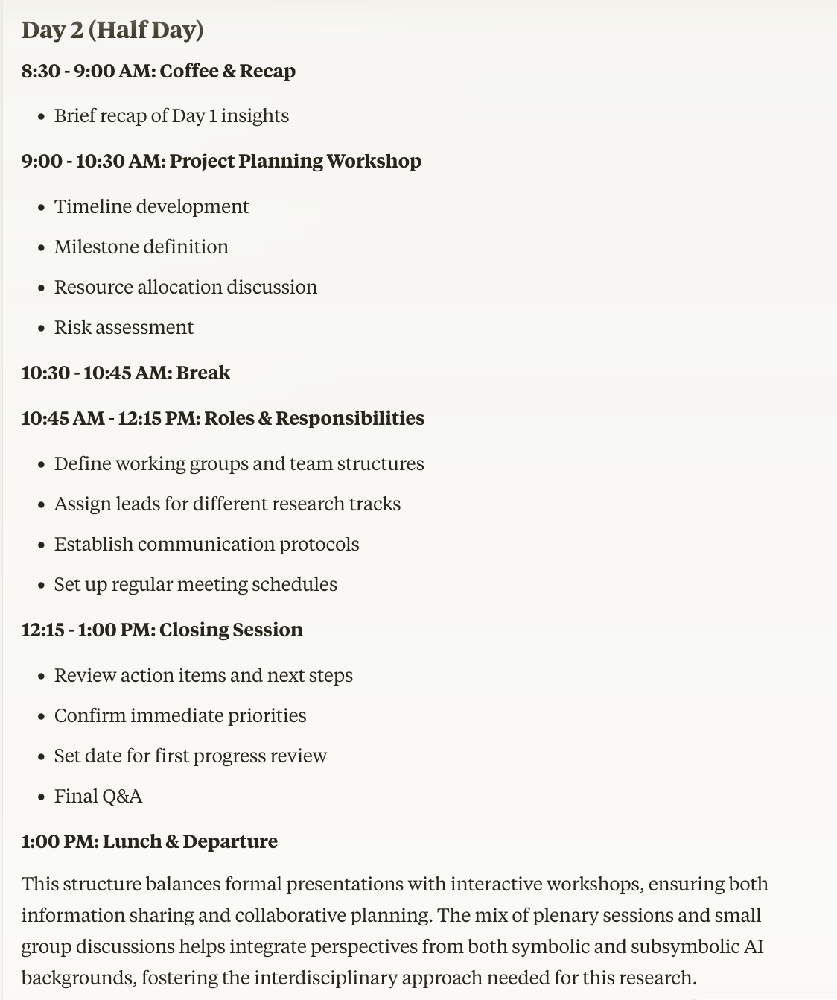 Day 2 (Half Day)
8:30 - 9:00 AM: Coffee & Recap
• Brief recap of Day 1 insights
9:00 - 10:30 AM: Project Planning Workshop
• Timeline development
• Milestone definition
• Resource allocation discussion
• Risk assessment
10:30 - 10:45 AM: Break
10:45 AM - 12:15 PM: Roles & Responsibilities
• Define working groups and team structures
• Assign leads for different research tracks
• Establish communication protocols
• Set up regular meeting schedules
12:15 - 1:00 PM: Closing Session
• Review action items and next steps
• Confirm immediate priorities
• Set date for first progress review
• Final Q&A
1:00 PM: Lunch & Departure
This structure balances formal presentations with interactive workshops, ensuring both
information sharing and collaborative planning. The mix of plenary sessions and small
group discussions helps integrate perspectives from both symbolic and subsymbolic AI
backgrounds, fostering the interdisciplinary approach needed for this research.